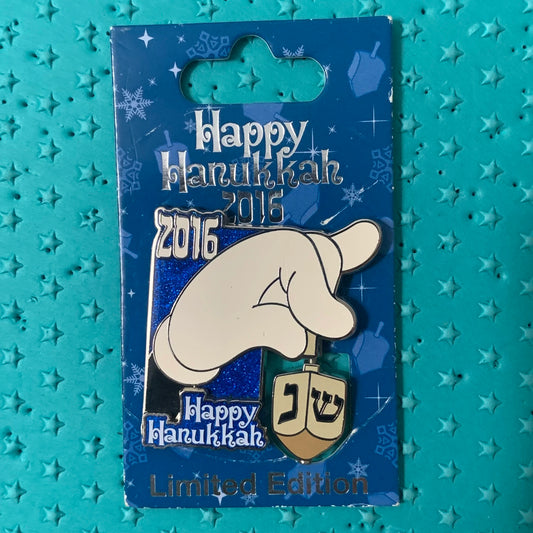 Happy
Hanukkah
2016
2016
נ ש
Happy
Hanukkah
Limited Edition